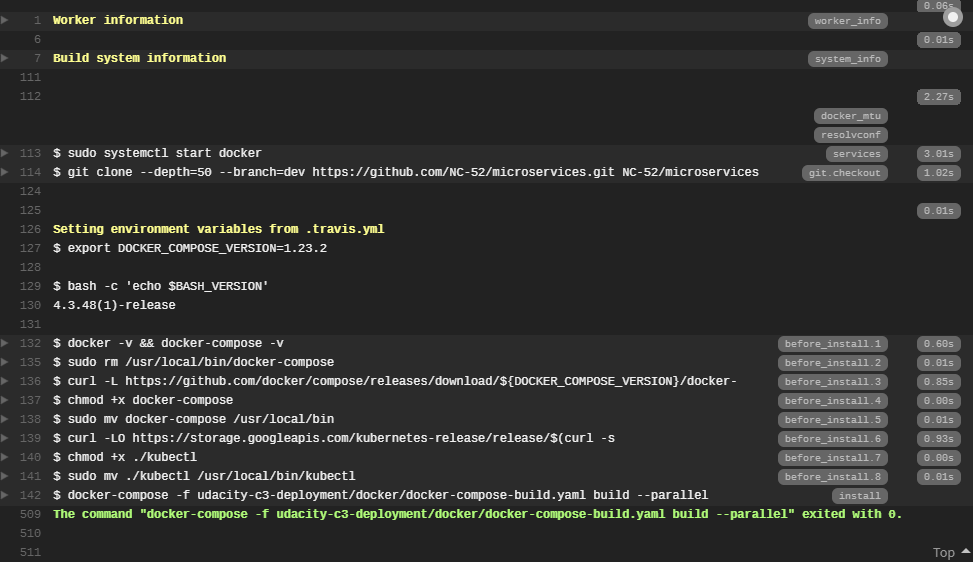 0.06s
1 Worker information worker_info
6 0.01s
7 Build system information system_info
111
112 2.27s
docker_mtu
resolvconf
113 $ sudo systemctl start docker services 3.01s
114 $ git clone --depth=50 --branch=dev https://github.com/NC-52/microservices.git NC-52/microservices git.checkout 1.02s
124
125 0.01s
126 Setting environment variables from .travis.yml
127 $ export DOCKER_COMPOSE_VERSION=1.23.2
128
129 $ bash -c 'echo $BASH_VERSION'
130 4.3.48(1)-release
131
132 $ docker -v && docker-compose -v before_install.1 0.60s
135 $ sudo rm /usr/local/bin/docker-compose before_install.2 0.01s
136 $ curl -L https://github.com/docker/compose/releases/download/${DOCKER_COMPOSE_VERSION}/docker- before_install.3 0.85s
137 $ chmod +x docker-compose before_install.4 0.00s
138 $ sudo mv docker-compose /usr/local/bin before_install.5 0.01s
139 $ curl -LO https://storage.googleapis.com/kubernetes-release/release/$(curl -s before_install.6 0.93s
140 $ chmod +x ./kubectl before_install.7 0.00s
141 $ sudo mv ./kubectl /usr/local/bin/kubectl before_install.8 0.01s
142 $ docker-compose -f udacity-c3-deployment/docker/docker-compose-build.yaml build --parallel install
509 The command "docker-compose -f udacity-c3-deployment/docker/docker-compose-build.yaml build --parallel" exited with 0.
510
511 Top